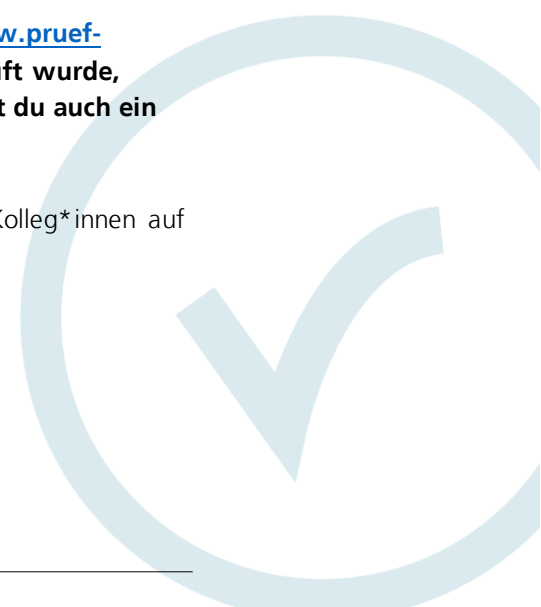 w.pruef-
ft wurde,
t du auch ein
Kolleg*innen auf